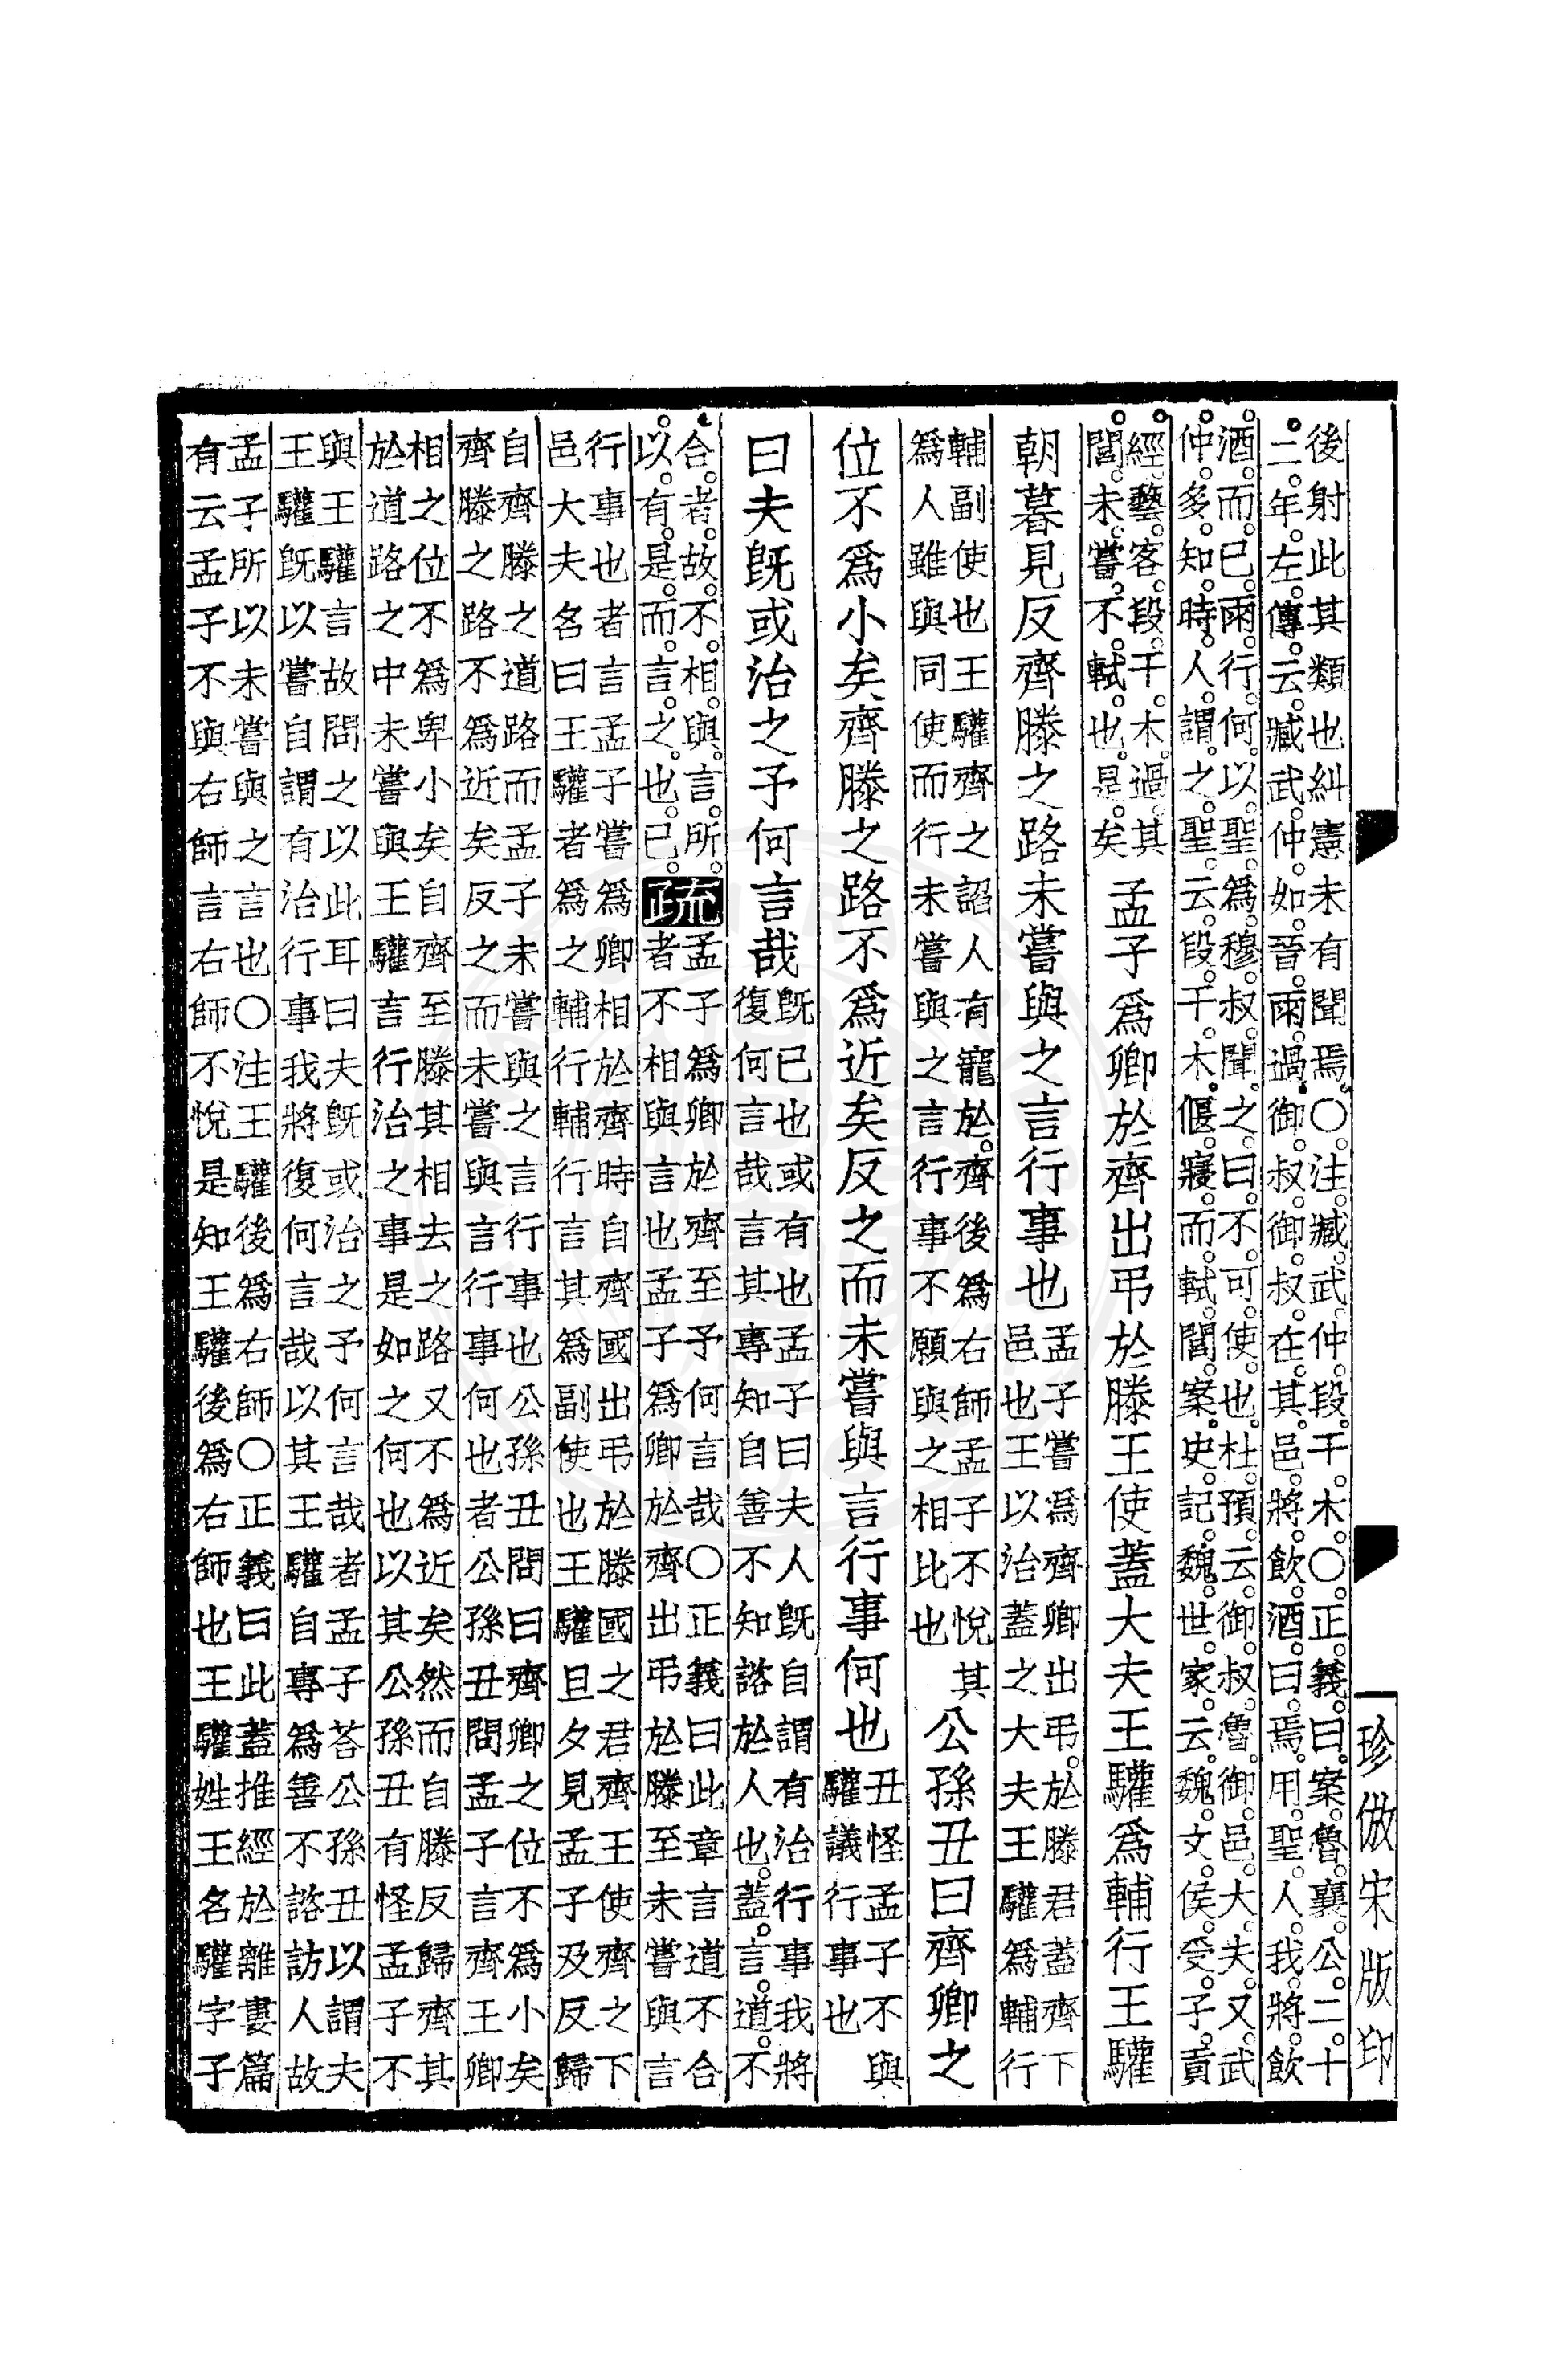 珍倣宋版印
後射此其類也糾憲未有聞焉○注臧武仲段干木○正義曰案魯襄公二十
二年左傳云臧武仲如晉雨過御叔御叔在其邑將飲酒曰焉用聖人我將飲
酒而已雨行何以聖爲穆叔聞之曰不可使也杜預云御叔魯御邑大夫又武
仲多知時人謂之聖云段干木偃寢而軾閭案史記魏世家云魏文侯受子貢
經藝客段干木過其
閭未嘗不軾也是矣
孟子爲卿於齊出弔於滕王使蓋大夫王驩爲輔行王驩
朝暮見反齊滕之路未嘗與之言行事也
孟子嘗爲齊卿出弔於滕君蓋齊下
邑也王以治蓋之大夫王驩爲輔行
輔副使也王驩齊之諂人有寵於齊後爲右師孟子不悅其
爲人雖與同使而行未嘗與之言行事不願與之相比也
公孫丑曰齊卿之
位不爲小矣齊滕之路不爲近矣反之而未嘗與言行事何也
丑怪孟子不與
驩議行事也
曰夫旣或治之予何言哉
旣已也或有也孟子曰夫人旣自謂有治行事我將
復何言哉言其專知自善不知諮於人也蓋言道不
合者故不相與言所
以有是而言之也已
疏
孟子爲卿於齊至予何言哉○正義曰此章言道不合
者不相與言也孟子爲卿於齊出弔於滕至未嘗與言
行事也者言孟子嘗爲卿相於齊時自齊國出弔於滕國之君齊王使齊之下
邑大夫名曰王驩者爲之輔行輔行言其爲副使也王驩旦夕見孟子及反歸
自齊滕之道路而孟子未嘗與之言行事也公孫丑問曰齊卿之位不爲小矣
齊滕之路不爲近矣反之而未嘗與言行事何也者公孫丑問孟子言齊王卿
相之位不爲卑小矣自齊至滕其相去之路又不爲近矣然而自滕反歸齊其
於道路之中未嘗與王驩言行治之事是如之何也以其公孫丑有怪孟子不
與王驩言故問之以此耳曰夫旣或治之予何言哉者孟子荅公孫丑以謂夫
王驩旣以嘗自謂有治行事我將復何言哉以其王驩自專爲善不諮訪人故
孟子所以未嘗與之言也○注王驩後爲右師○正義曰此蓋推經於離婁篇
有云孟子不與右師言右師不悅是知王驩後爲右師也王驩姓王名驩字子